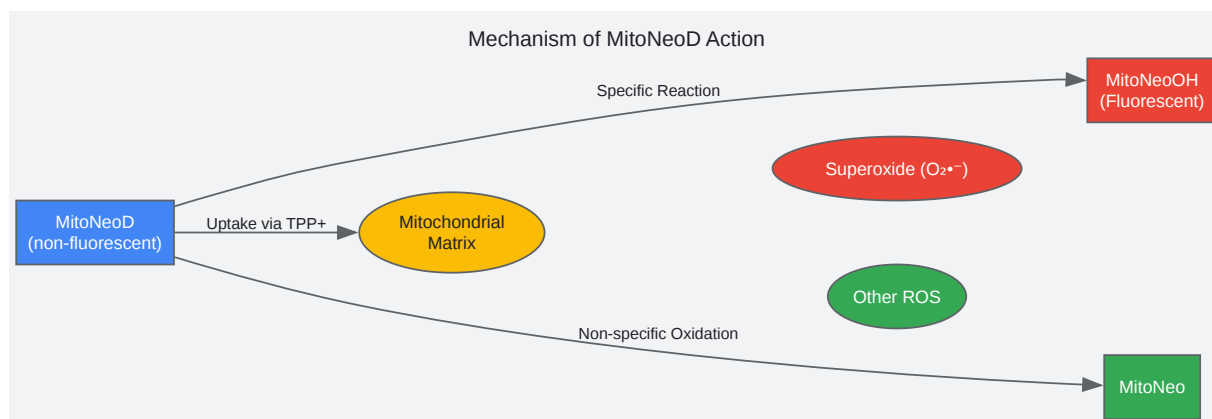 Mechanism of MitoNeoD Action
MitoNeoOH
(Fluorescent)
Specific Reaction
Superoxide (O₂•⁻)
MitoNeoD
(non-fluorescent)
Uptake via TPP+
Mitochondrial
Matrix
Other ROS
Non-specific Oxidation
MitoNeo